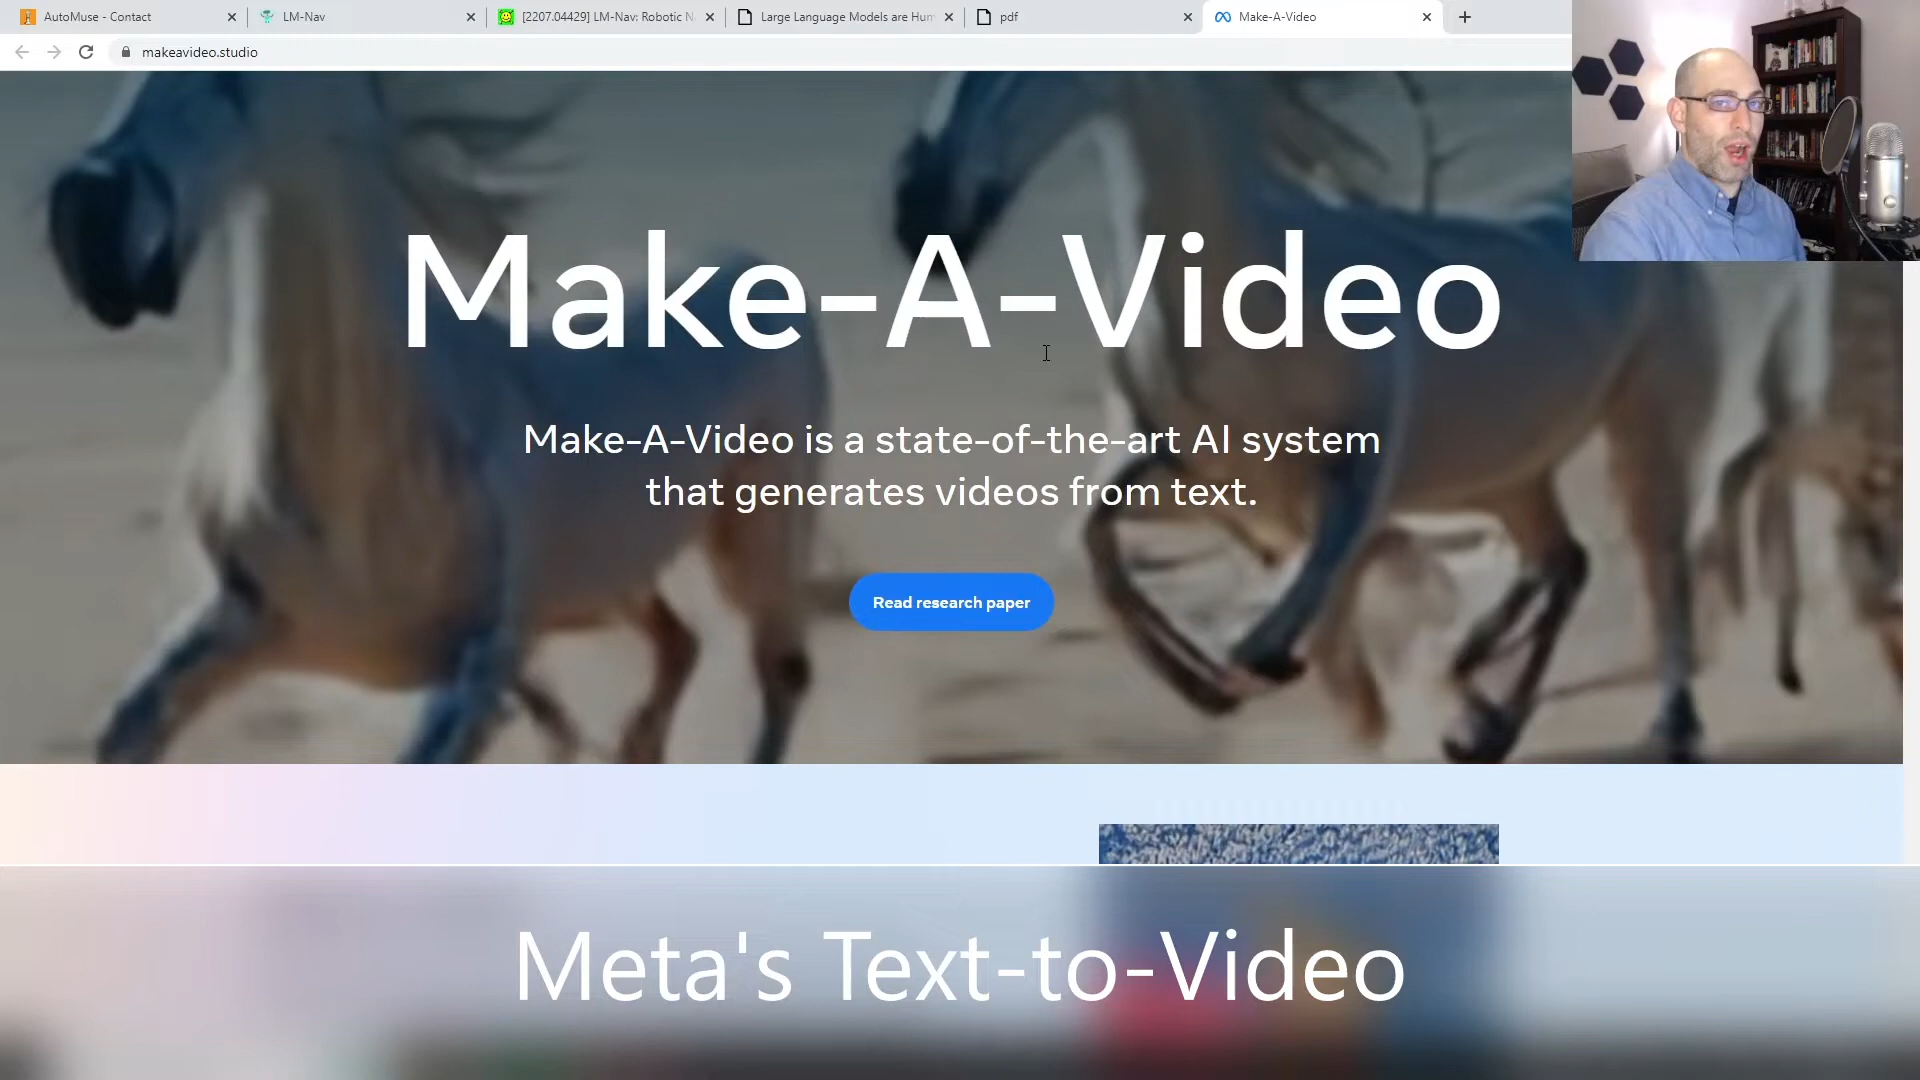 AutoMuse - Contact
LM-Nav
[2207.04429] LM-Nav: Robotic N
Large Language Models are Hum
pdf
Make-A-Video
makeavideo.studio
Make-A-Video
Make-A-Video is a state-of-the-art AI system
that generates videos from text.
Read research paper
Meta's Text-to-Video